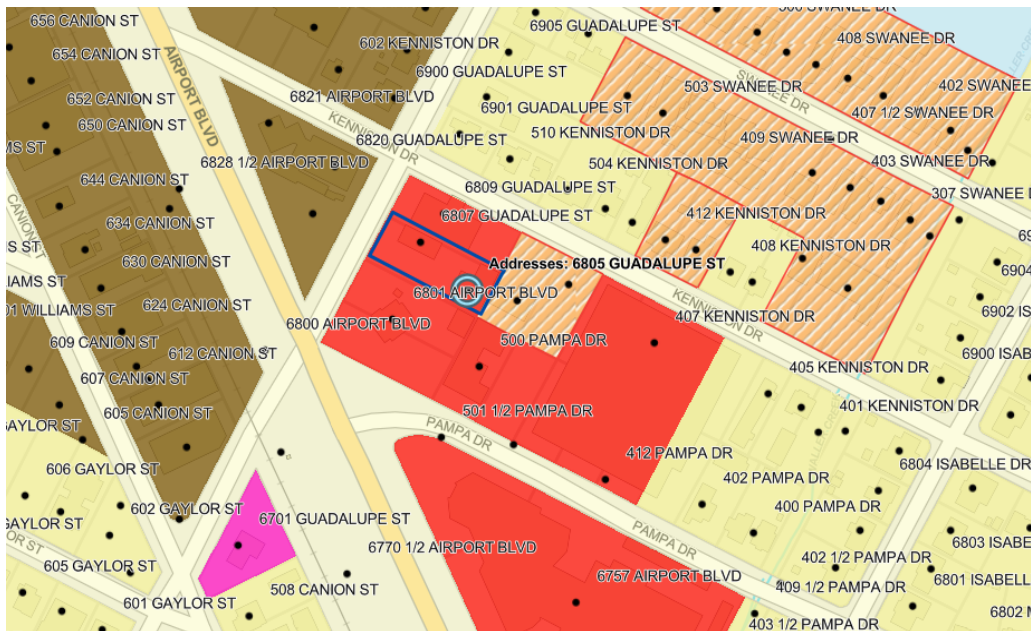 656 CANION ST
654 CANION ST
652 CANION ST
650 CANION ST
MS ST
644 CANION ST
634 CANION ST
630 CANION ST
624 CANION ST
612 CANION ST
609 CANION ST
607 CANION ST
605 CANION ST
CANION ST
IAMS ST
01 WILLIAMS ST
GAYLOR ST
606 GAYLOR ST
602 GAYLOR ST
GAYLOR ST
605 GAYLOR ST
601 GAYLOR ST
OR ST
AIRPORT BLVD
602 KENNISTON DR
6821 AIRPORT BLVD
6828 1/2 AIRPORT BLVD
KENNISTON DR
6905 GUADALUPE ST
6900 GUADALUPE ST
6901 GUADALUPE ST
6820 GUADALUPE ST
510 KENNISTON DR
504 KENNISTON DR
6809 GUADALUPE ST
6807 GUADALUPE ST
Addresses: 6805 GUADALUPE ST
6801 AIRPORT BLVD
6800 AIRPORT BLVD
500 PAMPA DR
501 1/2 PAMPA DR
PAMPA DR
408 SWANEE DR
SWANEE DR
503 SWANEE DR
402 SWANEE
407 1/2 SWANEE DR
409 SWANEE DR
403 SWANEE DR
307 SWANEE
412 KENNISTON DR
408 KENNISTON DR
KENNISTON DR
407 KENNISTON DR
405 KENNISTON DR
401 KENNISTON DR
6904
6902 IS
6900 ISAB
412 PAMPA DR
402 PAMPA DR
400 PAMPA DR
6804 ISABELLE DR
6803 ISABE
6801 ISABEL
6802
PAMPA DR
402 1/2 PAMPA DR
409 1/2 PAMPA DR
403 1/2 PAMPA DR
6701 GUADALUPE ST
508 CANION ST
6770 1/2 AIRPORT BLVD
6757 AIRPORT BLVD